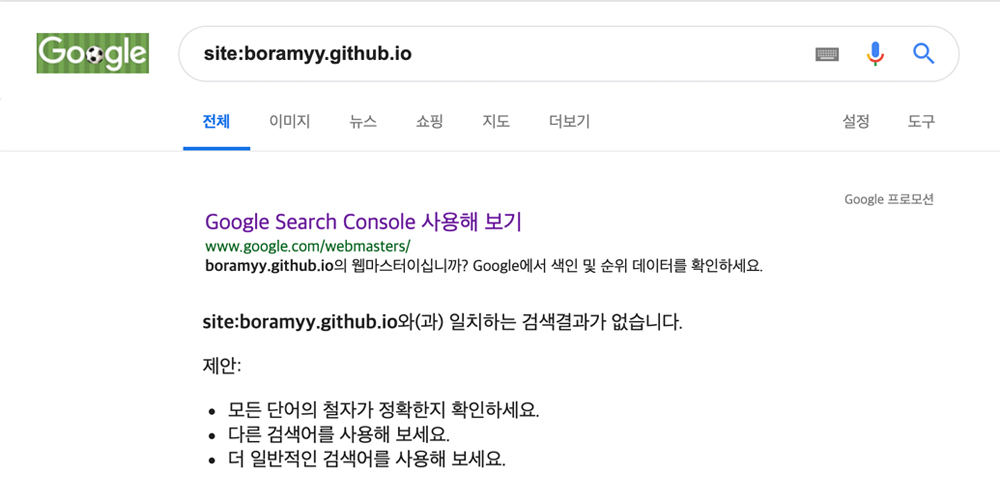 Google
site:boramyy.github.io
전체 이미지 뉴스 쇼핑 지도 더보기 설정 도구
Google 프로모션
Google Search Console 사용해 보기
www.google.com/webmasters/
boramyy.github.io의 웹마스터이십니까? Google에서 색인 및 순위 데이터를 확인하세요.
site:boramyy.github.io와(과) 일치하는 검색결과가 없습니다.
제안:
• 모든 단어의 철자가 정확한지 확인하세요.
• 다른 검색어를 사용해 보세요.
• 더 일반적인 검색어를 사용해 보세요.